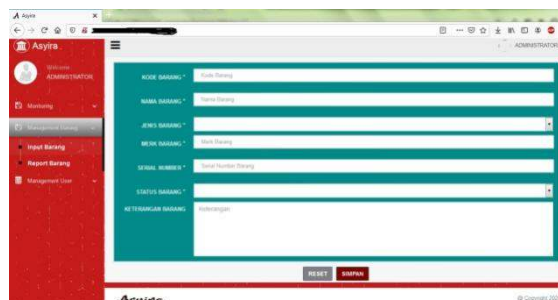 Asyira
Asyira
ADMINISTRATOR
Welcome
ADMINISTRATOR
Monitoring
Management Barang
Input Barang
Report Barang
Management User
KODE BARANG *
Kode Barang
NAMA BARANG *
Nama Barang
JENIS BARANG *
MERK BARANG *
Merk Barang
SERIAL NUMBER *
Serial Number Barang
STATUS BARANG *
KETERANGAN BARANG
Keterangan
RESET
SIMPAN
Asyira
© Copyright